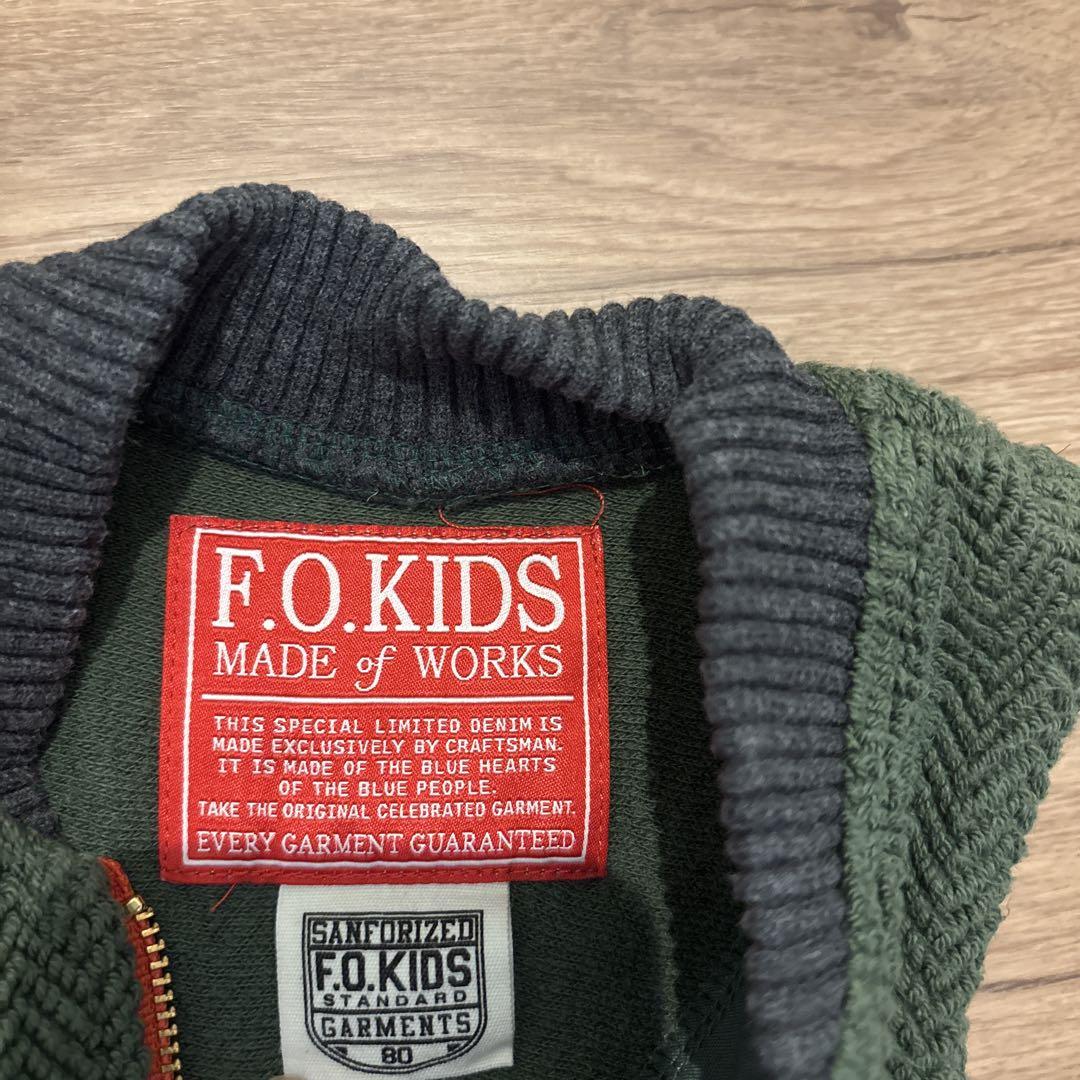 F.O.KIDS
MADE of WORKS
THIS SPECIAL LIMITED DENIM IS
MADE EXCLUSIVELY BY CRAFTSMAN.
IT IS MADE OF THE BLUE HEARTS
OF THE BLUE PEOPLE.
TAKE THE ORIGINAL CELEBRATED GARMENT.
EVERY GARMENT GUARANTEED
SANFORIZED
F.O.KIDS
STANDARD
GARMENTS
80